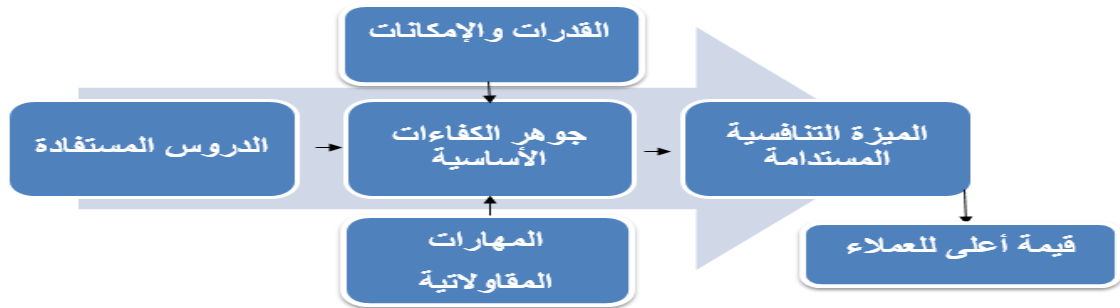 القدرات والإمكانات
الدروس المستفادة
جوهر الكفاءات
الأساسية
الميزة التنافسية
المستدامة
المهارات
المقاولاتية
قيمة أعلى للعملاء